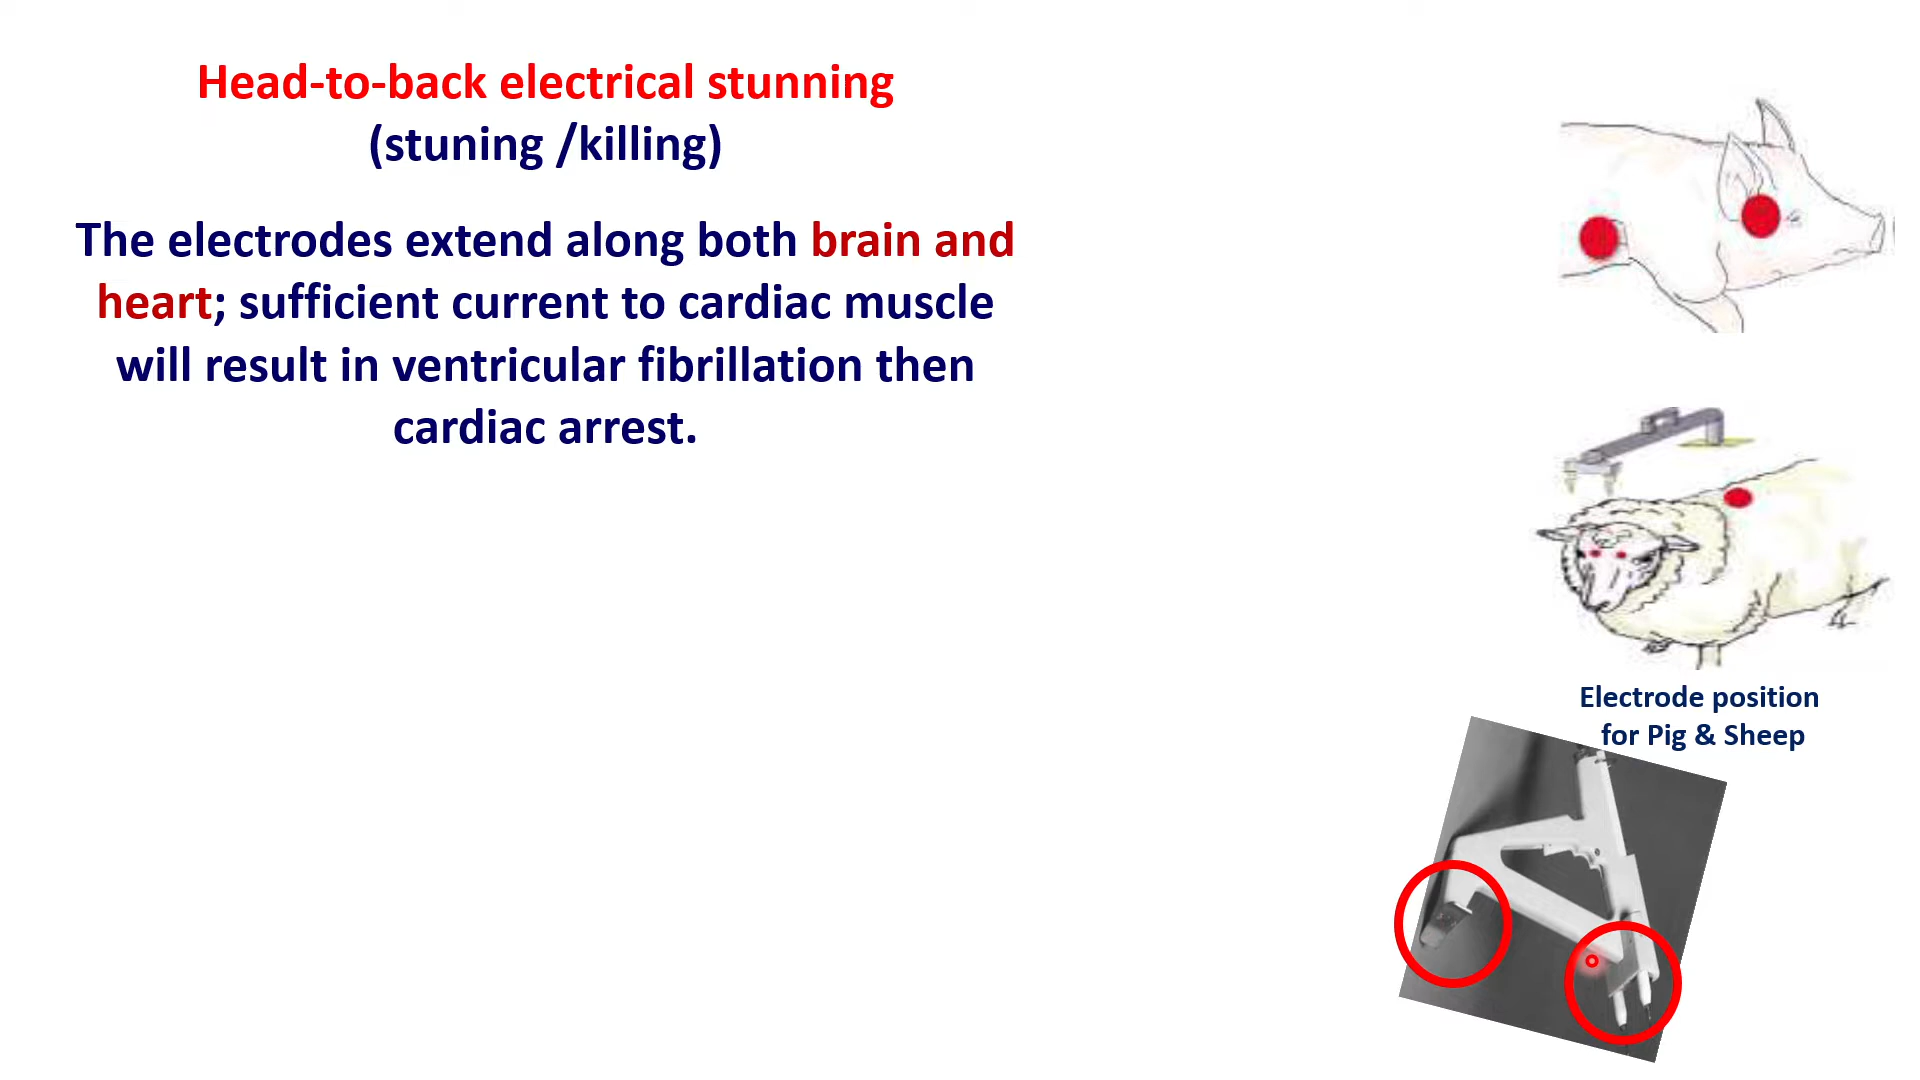 Head-to-back electrical stunning
(stuning /killing)
The electrodes extend along both brain and
heart; sufficient current to cardiac muscle
will result in ventricular fibrillation then
cardiac arrest.
Electrode position
for Pig & Sheep